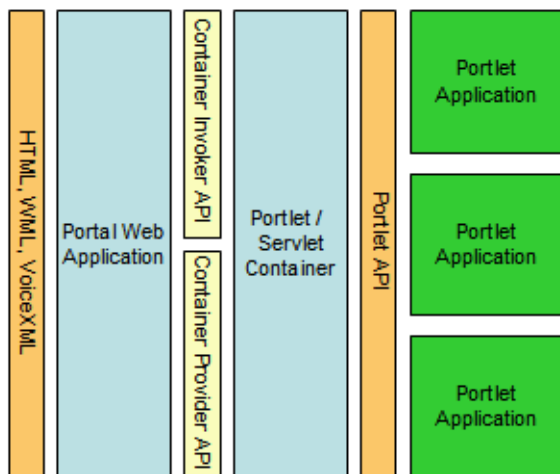 HTML, WML, VoiceXML
Portal Web
Application
Container Invoker API
Container Provider API
Portlet /
Servlet
Container
Portlet API
Portlet
Application
Portlet
Application
Portlet
Application